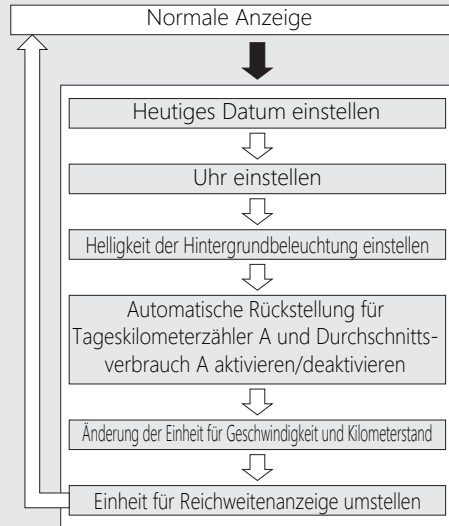 Normale Anzeige
Heutiges Datum einstellen
Uhr einstellen
Helligkeit der Hintergrundbeleuchtung einstellen
Automatische Rückstellung für
Tageskilometerzähler A und Durchschnitts-
verbrauch A aktivieren/deaktivieren
Änderung der Einheit für Geschwindigkeit und Kilometerstand
Einheit für Reichweitenanzeige umstellen